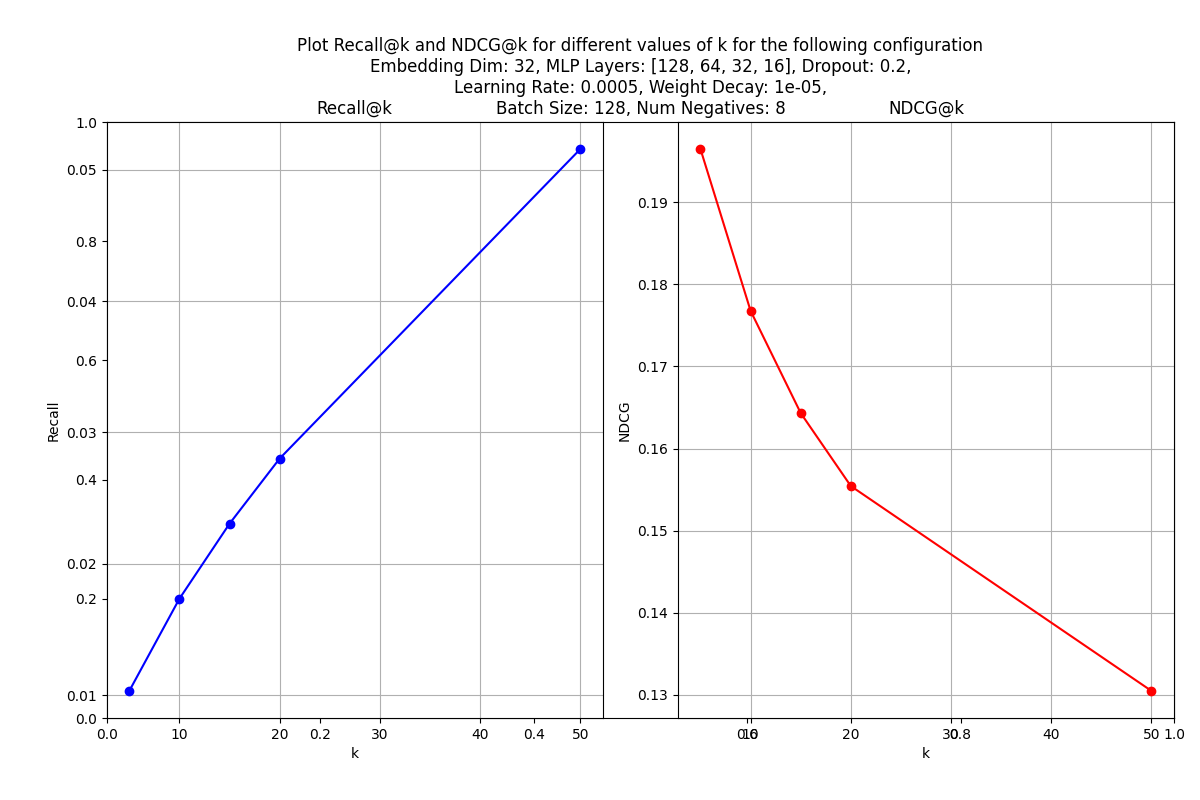 Plot Recall@k and NDCG@k for different values of k for the following configuration
Embedding Dim: 32, MLP Layers: [128, 64, 32, 16], Dropout: 0.2,
Learning Rate: 0.0005, Weight Decay: 1e-05,
Batch Size: 128, Num Negatives: 8
Recall@k
NDCG@k
1.0
0.05
0.8
0.04
0.6
0.03
0.4
0.02
0.2
0.01
0.0
Recall
0.0 10 20 0.2 30 40 0.4 50
k
0.19
0.18
0.17
0.16
0.15
0.14
0.13
NDCG
0.6 10 20 30 0.8 40 50 1.0
k